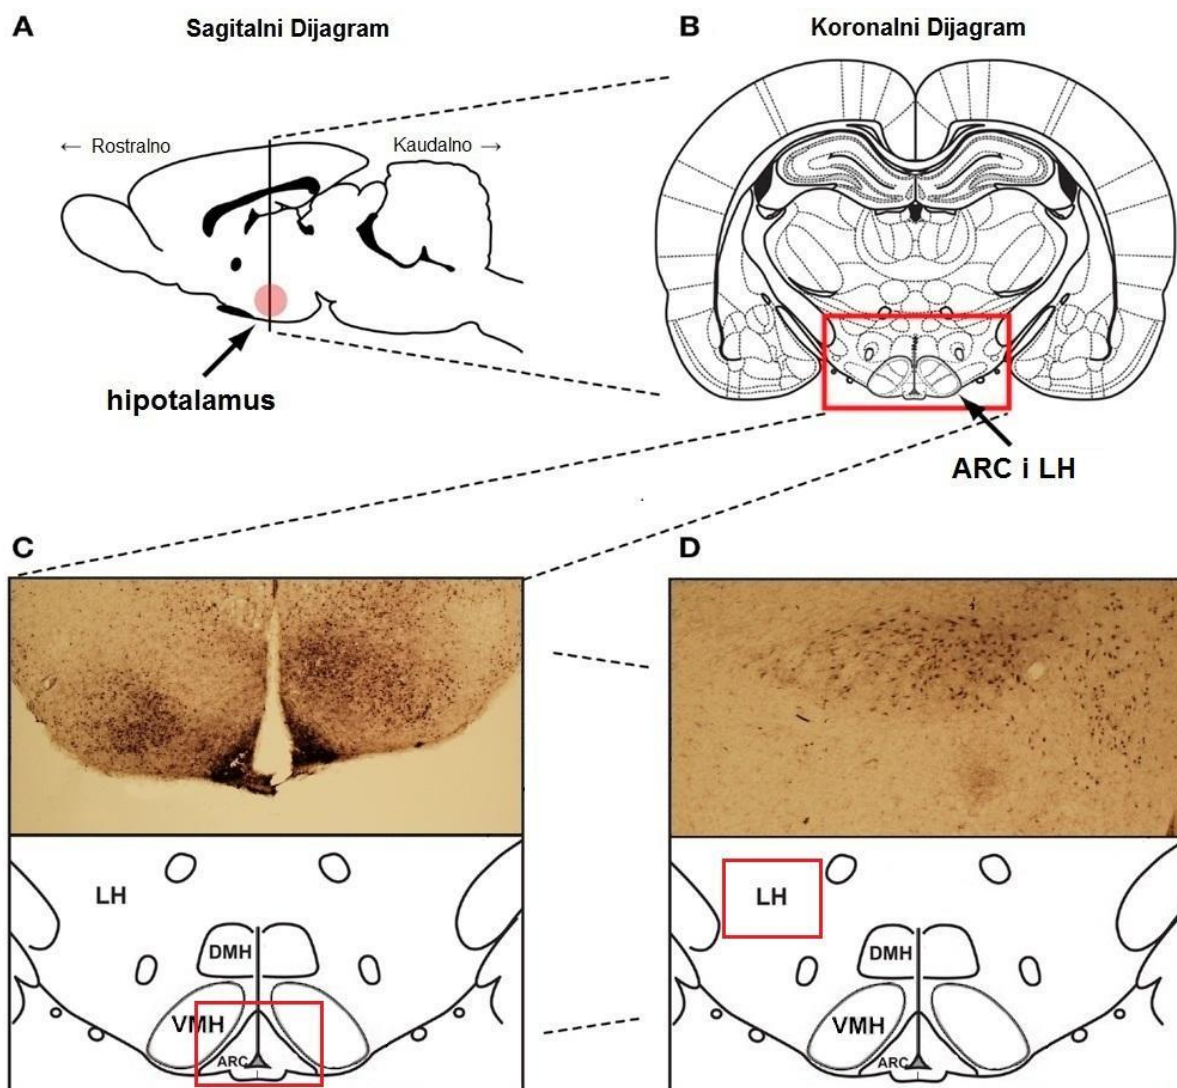 A
Sagitalni Dijagram
B
Koronalni Dijagram
← Rostralno
Kaudalno →
hipotalamus
ARC i LH
C
D
LH
DMH
VMH
ARC
LH
DMH
VMH
ARC